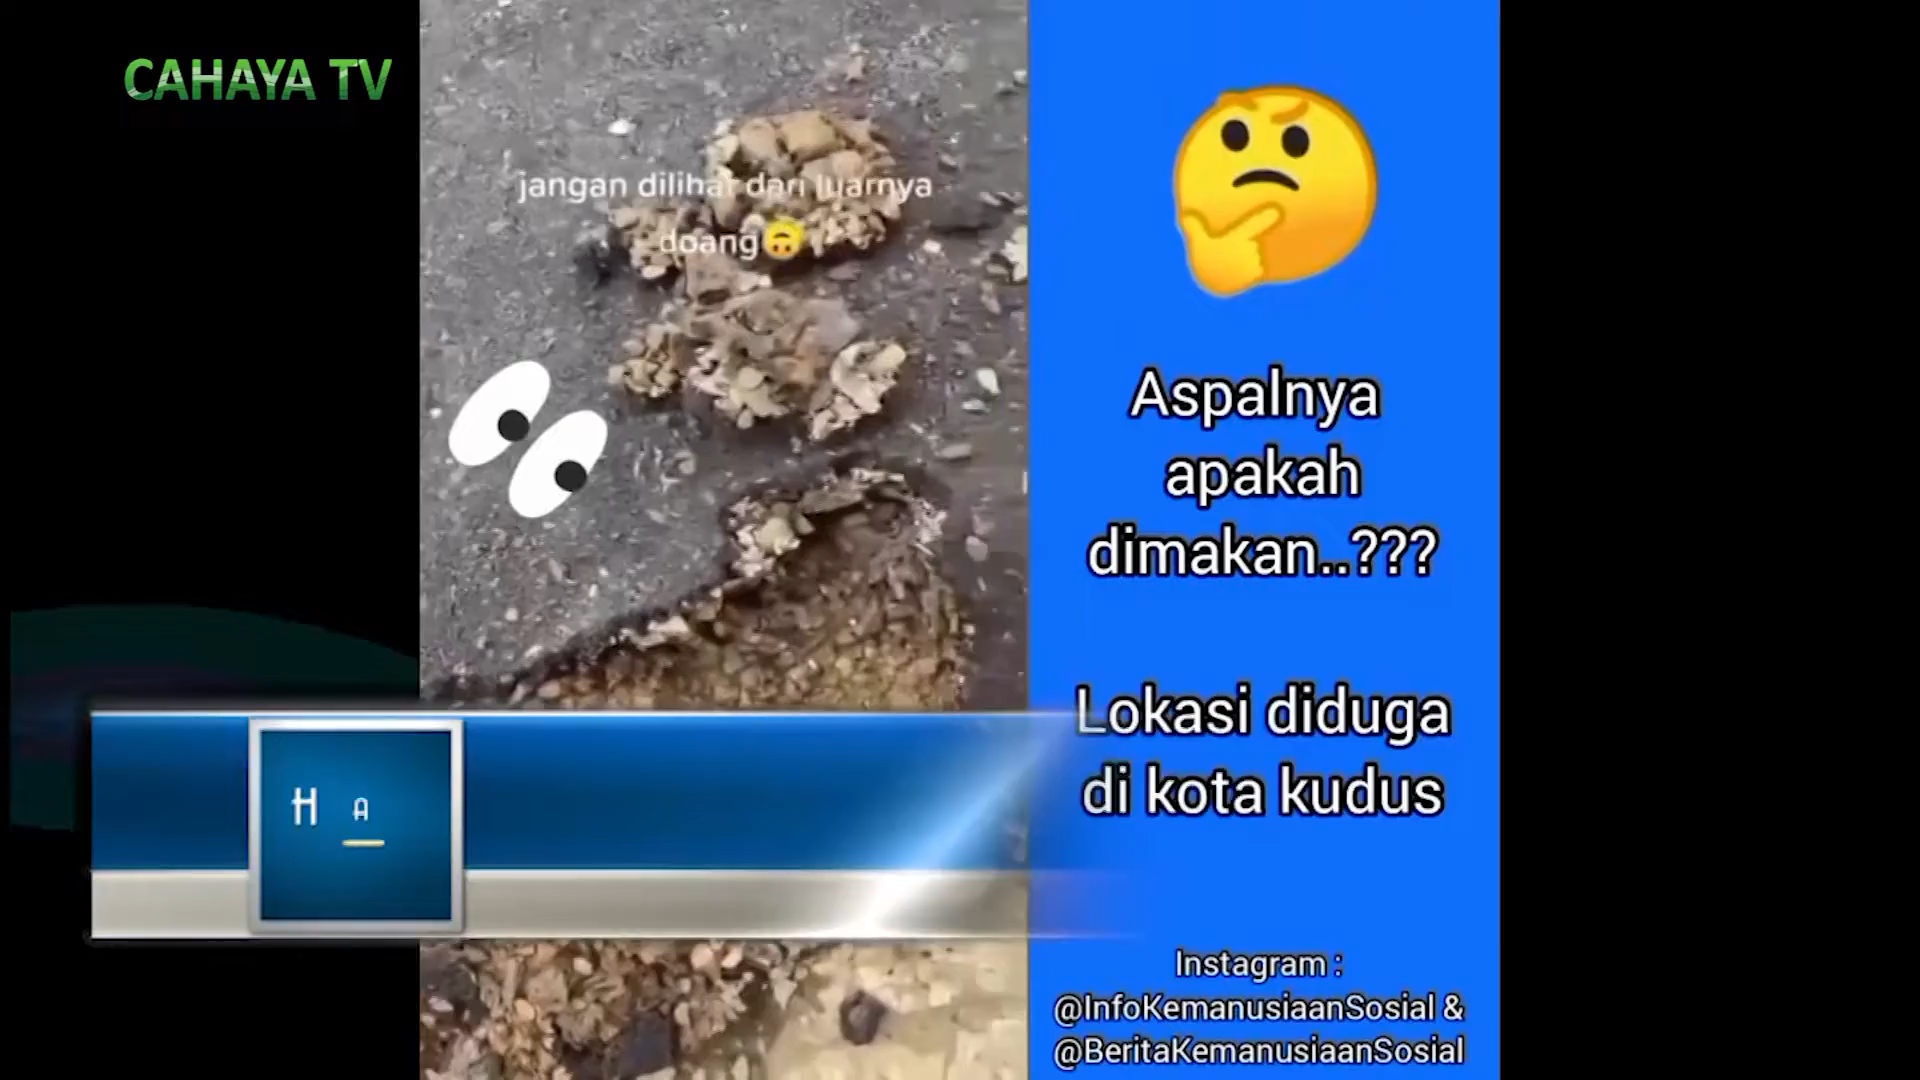 CAHAYA TV
jangan dilihat dari luarnya
doang
Aspalnya
apakah
dimakan..???
Lokasi diduga
di kota kudus
H A
Instagram :
@InfoKemanusiaanSosial &
@BeritaKemanusiaanSosial